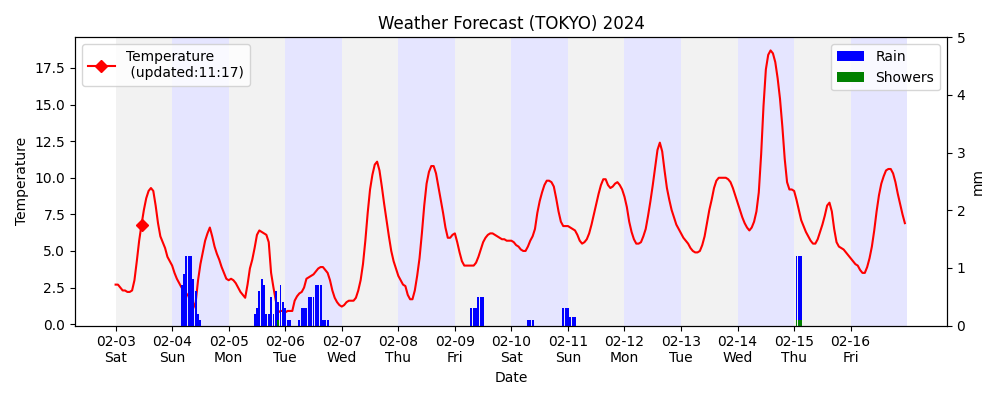 Weather Forecast (TOKYO) 2024
Temperature
(updated:11:17)
Rain
Showers
Temperature
17.5
15.0
12.5
10.0
7.5
5.0
2.5
0.0
5
4
3
2
1
0
mm
02-03 02-04 02-05 02-06 02-07 02-08 02-09 02-10 02-11 02-12 02-13 02-14 02-15 02-16
Sat Sun Mon Tue Wed Thu Fri Sat Sun Mon Tue Wed Thu Fri
Date